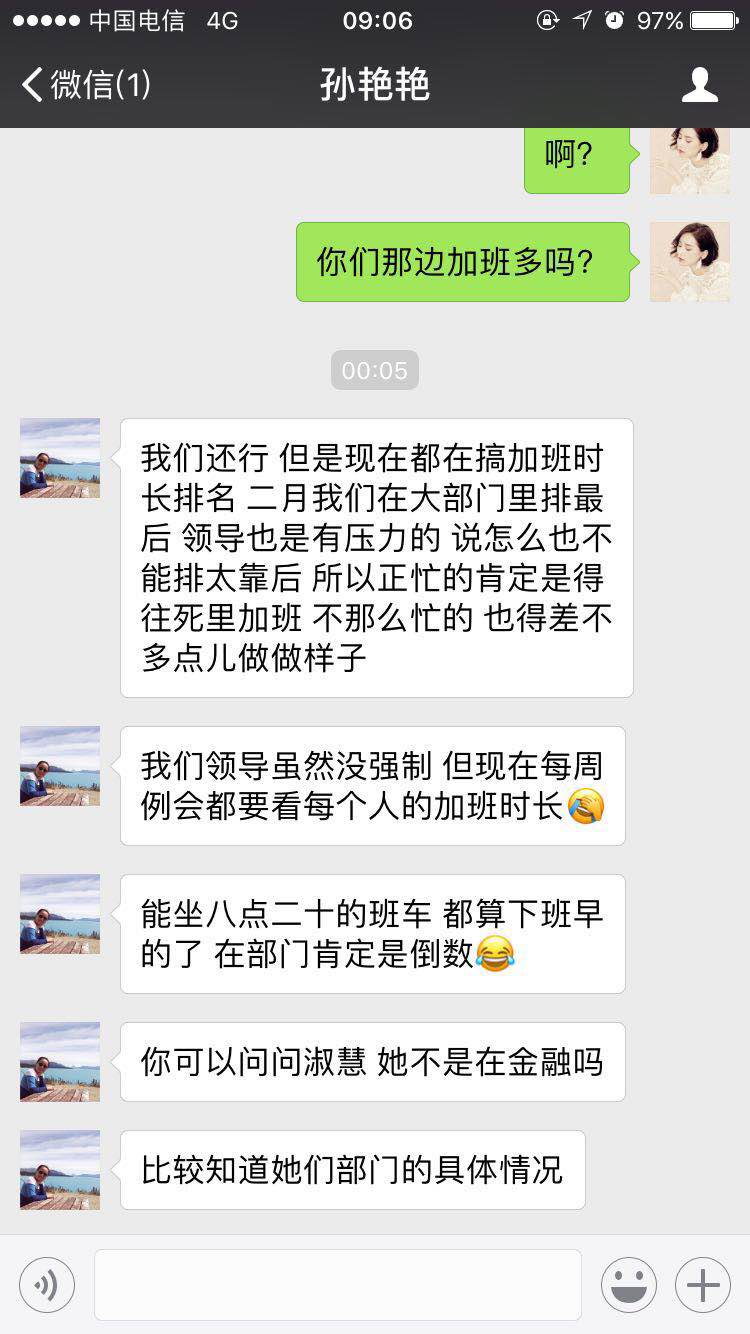 中国电信 4G 09:06 97%
微信(1) 孙艳艳
啊?
你们那边加班多吗?
00:05
我们还行 但是现在都在搞加班时
长排名 二月我们在大部门里排最
后 领导也是有压力的 说怎么也不
能排太靠后 所以正忙的肯定是得
往死里加班 不那么忙的 也得差不
多点儿做做样子
我们领导虽然没强制 但现在每周
例会都要看每个人的加班时长🤣
能坐八点二十的班车 都算下班早
的了 在部门肯定是倒数😂
你可以问问淑慧 她不是在金融吗
比较知道她们部门的具体情况